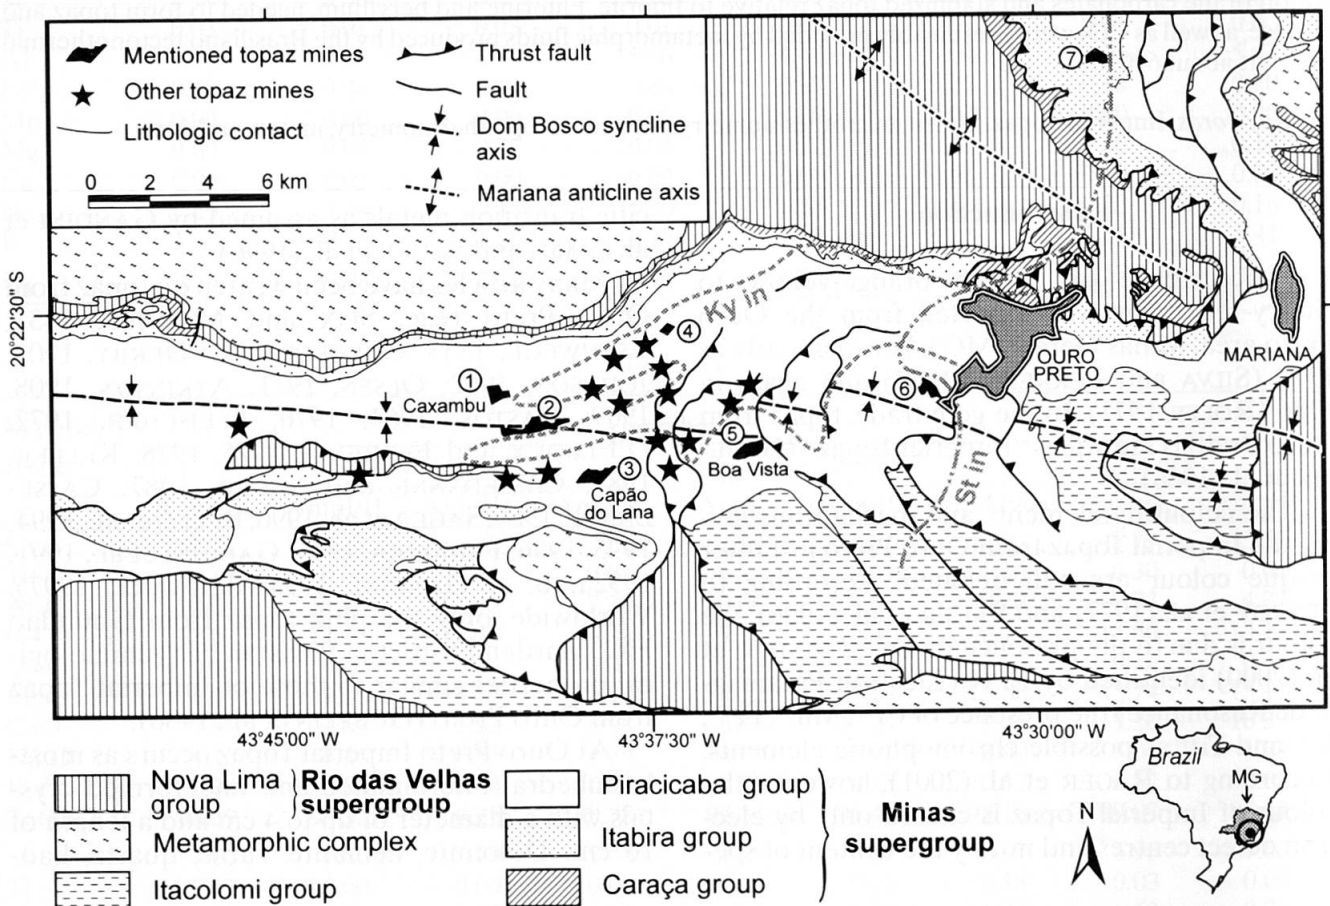 Mentioned topaz mines
Other topaz mines
Lithologic contact
0 2 4 6 km
Thrust fault
Fault
Dom Bosco syncline
axis
Mariana anticline axis
7
20°22'30" S
Ky in
4
1
Caxambu
2
3
Capão
do Lana
5
Boa Vista
6
OURO
PRETO
MARIANA
St in
43°45'00" W
43°37'30" W
43°30'00" W
Nova Lima
group
Rio das Velhas
supergroup
Metamorphic complex
Itacolomi group
Piracicaba group
Itabira group
Caraça group
Minas
supergroup
N
Brazil
MG